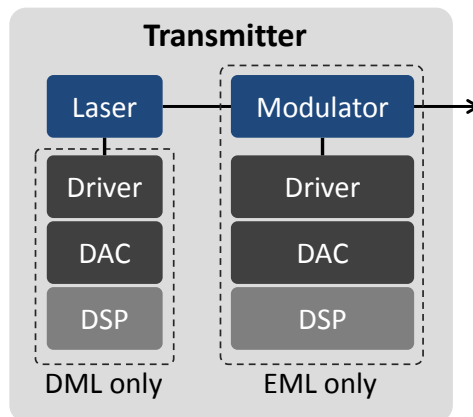 Transmitter
Laser
Modulator
Driver
Driver
DAC
DAC
DSP
DSP
DML only
EML only